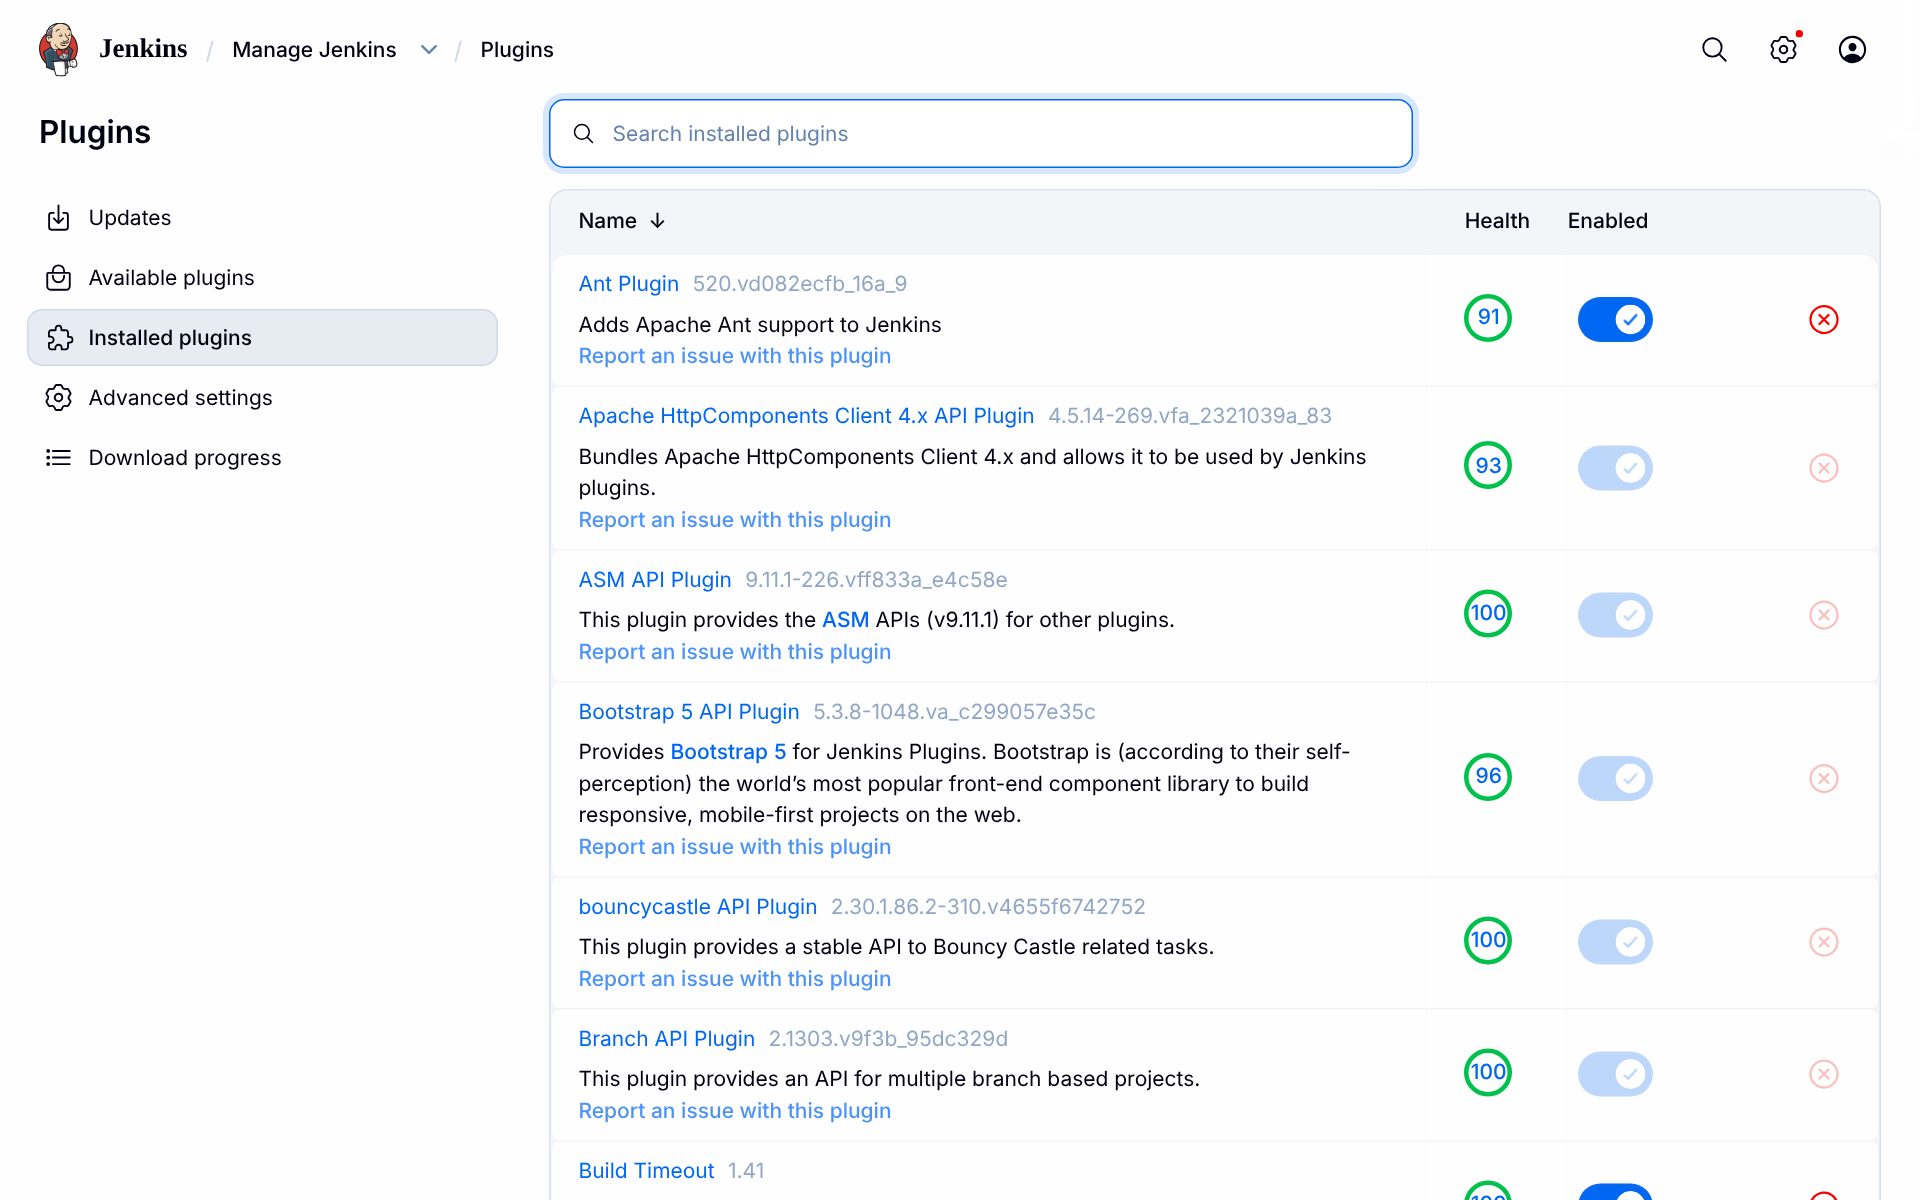 Jenkins / Manage Jenkins / Plugins
Plugins
Updates
Available plugins
Installed plugins
Advanced settings
Download progress
Search installed plugins
Name Health Enabled
Ant Plugin 520.vd082ecfb_16a_9
Adds Apache Ant support to Jenkins
Report an issue with this plugin
91
Apache HttpComponents Client 4.x API Plugin 4.5.14-269.vfa_2321039a_83
Bundles Apache HttpComponents Client 4.x and allows it to be used by Jenkins
plugins.
Report an issue with this plugin
93
ASM API Plugin 9.11.1-226.vff833a_e4c58e
This plugin provides the ASM APIs (v9.11.1) for other plugins.
Report an issue with this plugin
100
Bootstrap 5 API Plugin 5.3.8-1048.va_c299057e35c
Provides Bootstrap 5 for Jenkins Plugins. Bootstrap is (according to their self-
perception) the world’s most popular front-end component library to build
responsive, mobile-first projects on the web.
Report an issue with this plugin
96
bouncycastle API Plugin 2.30.1.86.2-310.v4655f6742752
This plugin provides a stable API to Bouncy Castle related tasks.
Report an issue with this plugin
100
Branch API Plugin 2.1303.v9f3b_95dc329d
This plugin provides an API for multiple branch based projects.
Report an issue with this plugin
100
Build Timeout 1.41